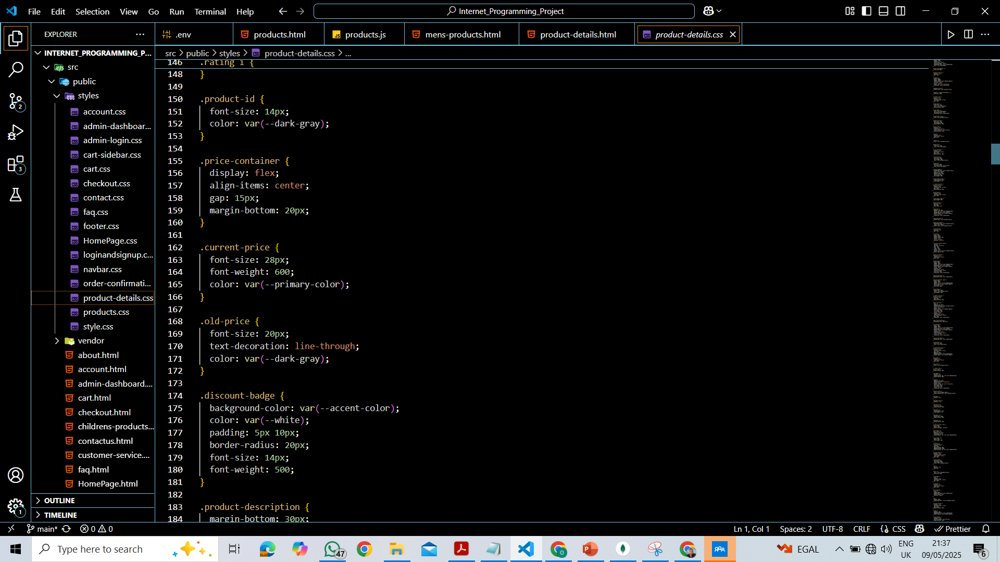 File Edit Selection View Go Run Terminal Help
Internet_Programming_Project
EXPLORER
.env
products.html
products.js
mens-products.html
product-details.html
product-details.css
INTERNET_PROGRAMMING_P...
src
public
styles
account.css
admin-dashboar...
admin-login.css
cart-sidebar.css
cart.css
checkout.css
contact.css
faq.css
footer.css
HomePage.css
loginandsignup.c...
navbar.css
order-confirmati...
product-details.css
products.css
style.css
vendor
about.html
account.html
admin-dashboard....
cart.html
checkout.html
childrens-products...
contactus.html
customer-service....
faq.html
HomePage.html
OUTLINE
TIMELINE
2
3
1
src > public > styles > product-details.css > ...
146 .rating i {
148 }
149
150 .product-id {
151 font-size: 14px;
152 color: var(--dark-gray);
153 }
154
155 .price-container {
156 display: flex;
157 align-items: center;
158 gap: 15px;
159 margin-bottom: 20px;
160 }
161
162 .current-price {
163 font-size: 28px;
164 font-weight: 600;
165 color: var(--primary-color);
166 }
167
168 .old-price {
169 font-size: 20px;
170 text-decoration: line-through;
171 color: var(--dark-gray);
172 }
173
174 .discount-badge {
175 background-color: var(--accent-color);
176 color: var(--white);
177 padding: 5px 10px;
178 border-radius: 20px;
179 font-size: 14px;
180 font-weight: 500;
181 }
182
183 .product-description {
184 margin-bottom: 30px;
main* 0 0
Ln 1, Col 1 Spaces: 2 UTF-8 CRLF CSS Prettier
Type here to search
47
EGAL
ENG
UK
21:37
09/05/2025
6